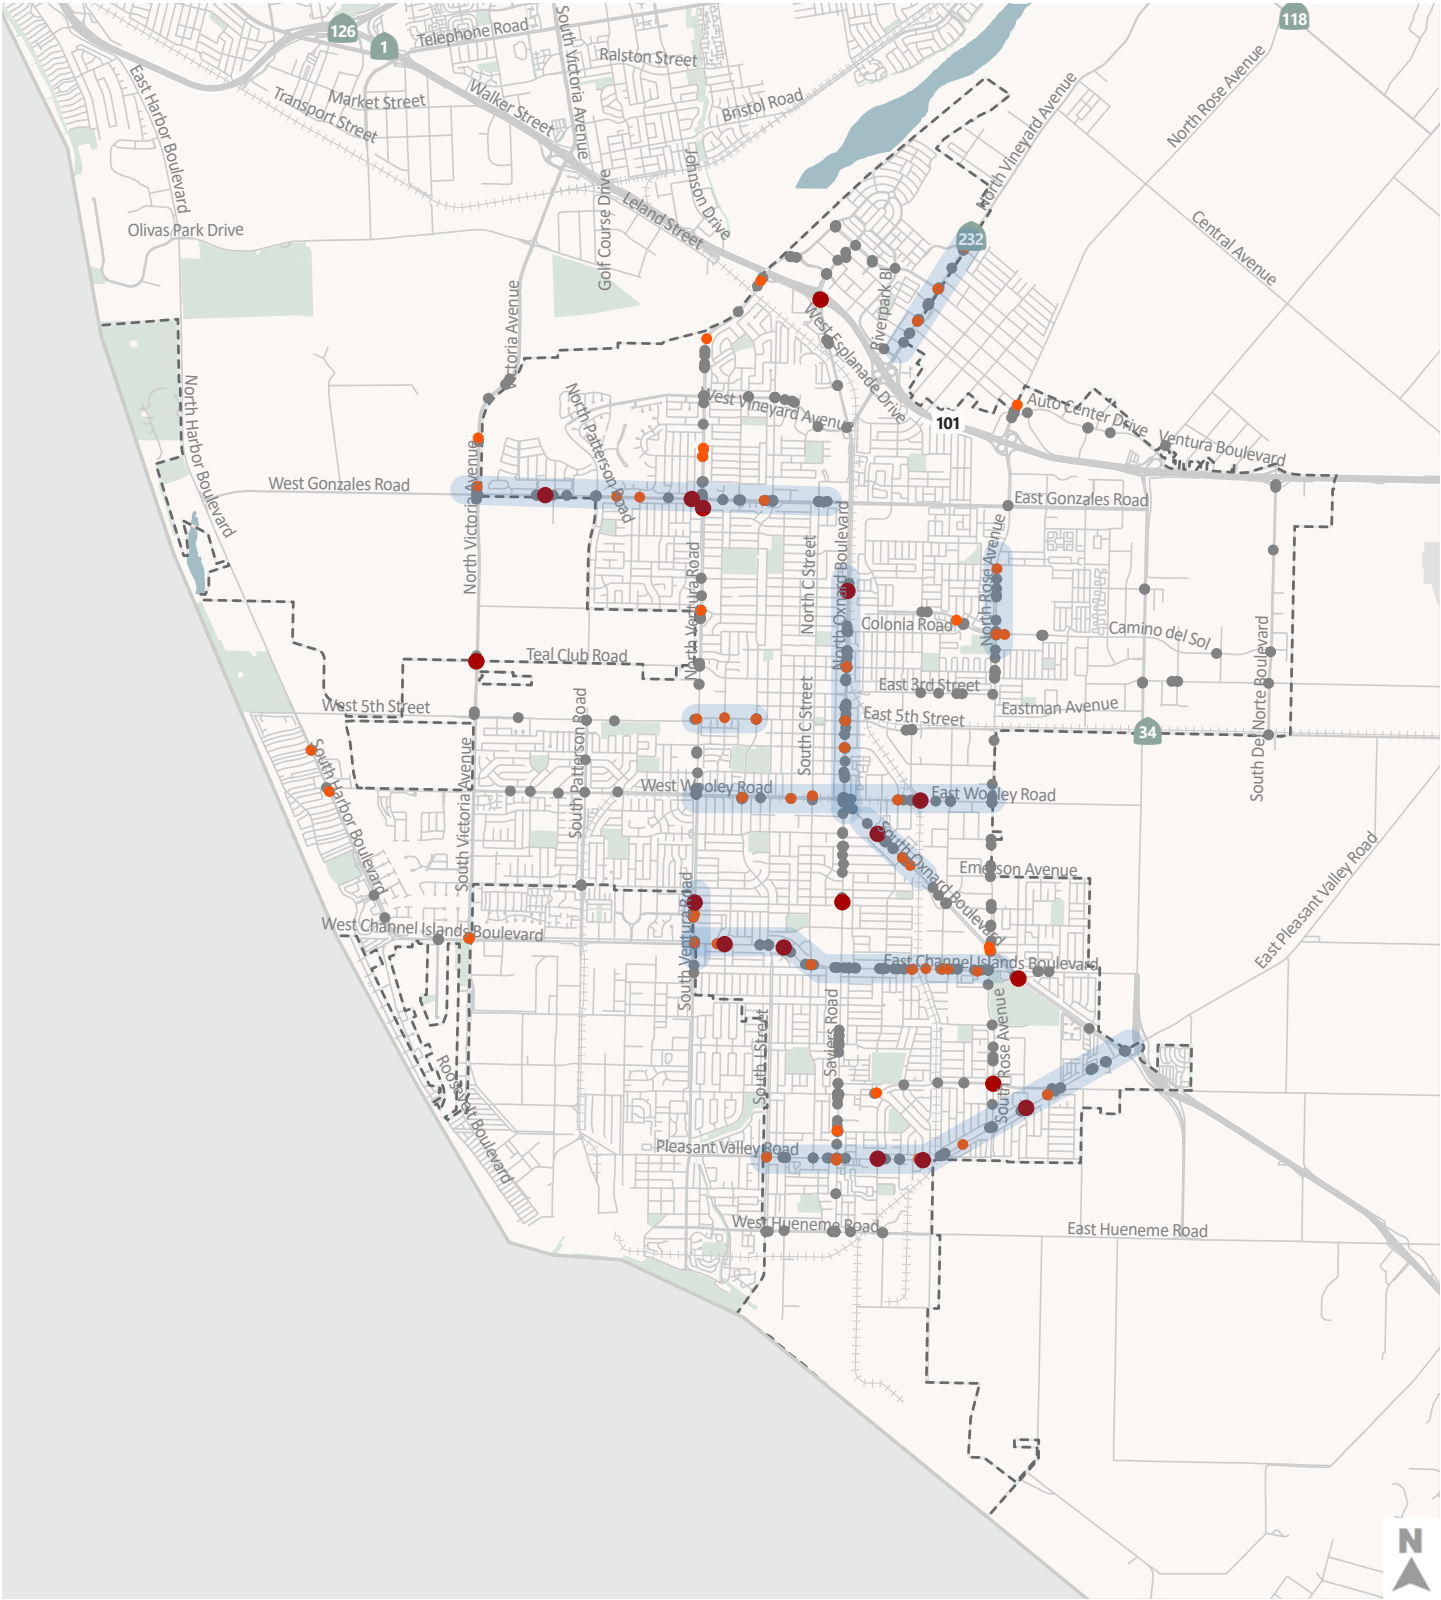 126
1
118
Telephone Road
South Victoria Avenue
Ralston Street
East Harbor Boulevard
Market Street
Transport Street
Walker Street
Bristol Road
North Rose Avenue
North Vineyard Avenue
Johnson Drive
Golf Course Drive
Leland Street
Olivas Park Drive
232
Central Avenue
Victoria Avenue
Riverpark Bl
West Esplanade Drive
North Harbor Boulevard
North Patterson Road
West Vineyard Avenue
101
Auto Center Drive
Ventura Boulevard
West Gonzales Road
East Gonzales Road
North Victoria Avenue
North Ventura Road
North C Street
North Oxnard Boulevard
North Rose Avenue
Colonia Road
Camino del Sol
Teal Club Road
East 3rd Street
West 5th Street
East 5th Street
Eastman Avenue
34
South Del Norte Boulevard
South Patterson Road
South C Street
South Harbor Boulevard
South Victoria Avenue
West Wooley Road
East Wooley Road
South Oxnard Boulevard
Emerson Avenue
East Pleasant Valley Road
West Channel Islands Boulevard
South Ventura Road
East Channel Islands Boulevard
South J Street
Saviers Road
South Rose Avenue
Roosevelt Boulevard
Pleasant Valley Road
West Hueneme Road
East Hueneme Road
N